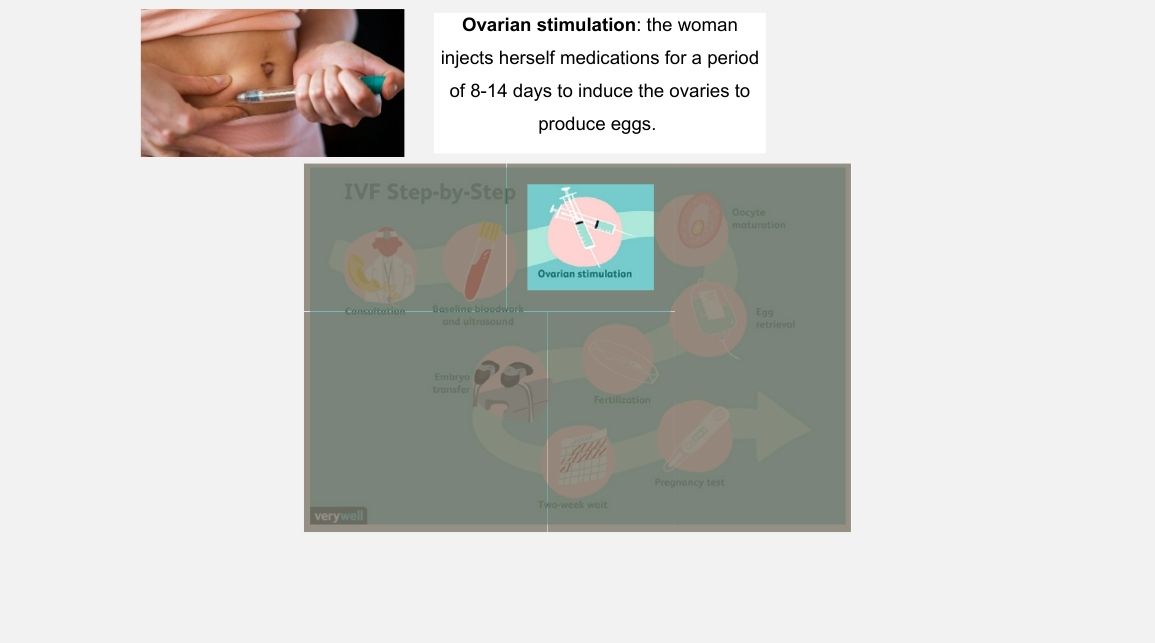 Ovarian stimulation: the woman
injects herself medications for a period
of 8-14 days to induce the ovaries to
produce eggs.
IVF Step-by-Step
Oocyte
maturation
Ovarian stimulation
Consultation
Baseline bloodwork
and ultrasound
Egg
retrieval
Embryo
transfer
Fertilization
Pregnancy test
Two-week wait
verywell